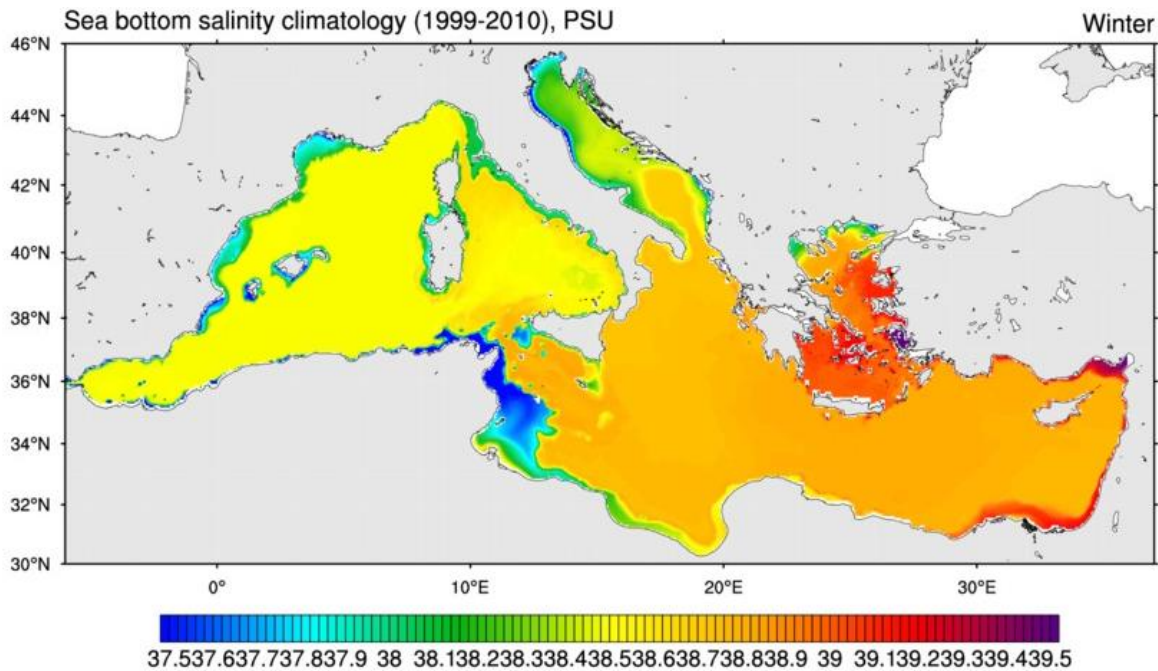 Sea bottom salinity climatology (1999-2010), PSU Winter
46°N
44°N
42°N
40°N
38°N
36°N
34°N
32°N
30°N
0° 10°E 20°E 30°E
37.537.637.737.837.9 38 38.138.238.338.438.538.638.738.838.9 39 39.139.239.339.439.5